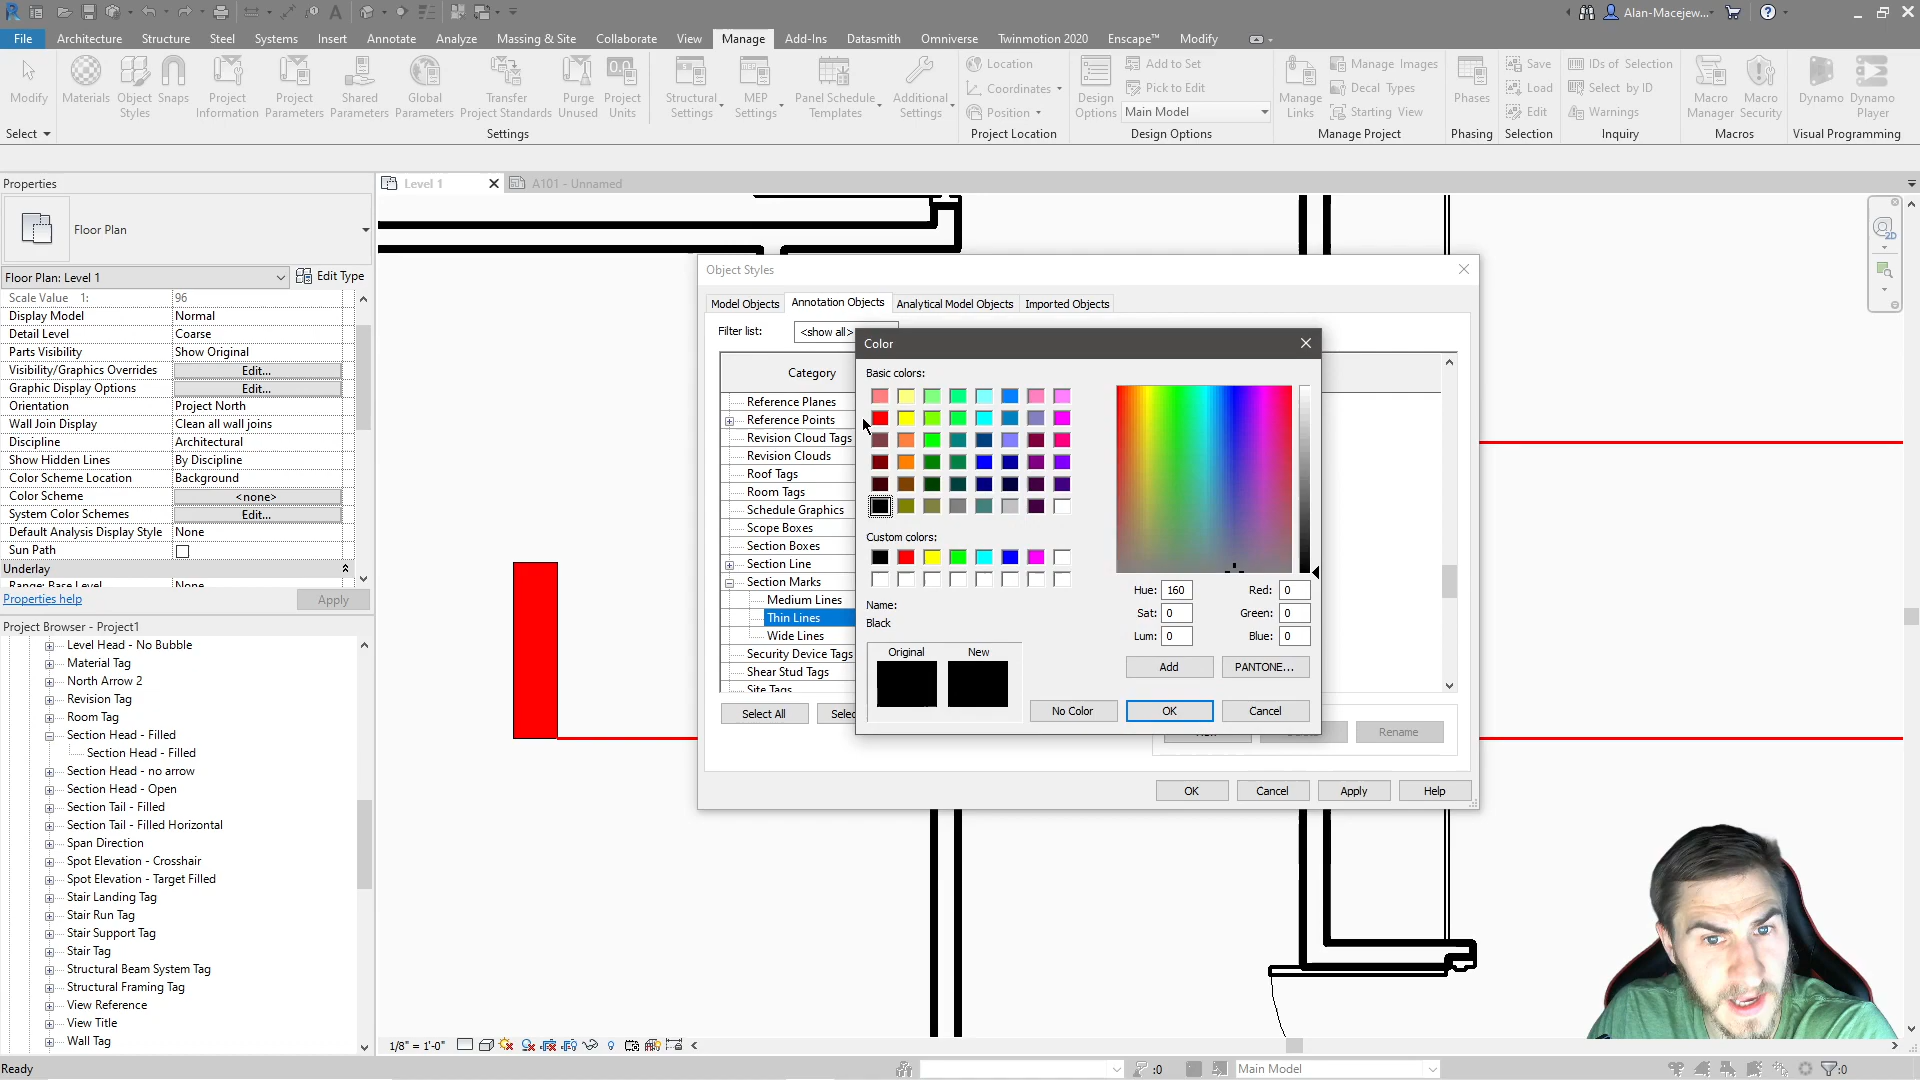 Alan-Macejew...
File Architecture Structure Steel Systems Insert Annotate Analyze Massing & Site Collaborate View Manage Add-Ins Datasmith Omniverse Twinmotion 2020 Enscape™ Modify
Modify
Materials
Object Styles
Snaps
Project Information
Project Parameters
Shared Parameters
Global Parameters
Transfer Project Standards
Purge Unused
Project Units
Structural Settings
MEP Settings
Panel Schedule Templates
Additional Settings
Location
Coordinates
Position
Design Options
Add to Set
Pick to Edit
Main Model
Manage Links
Manage Images
Decal Types
Starting View
Phases
Save
Load
Edit
IDs of Selection
Select by ID
Warnings
Macro Manager
Macro Security
Dynamo
Dynamo Player
Select Settings Project Location Design Options Manage Project Phasing Selection Inquiry Macros Visual Programming
Properties
Floor Plan
Floor Plan: Level 1
Edit Type
Scale Value 1: 96
Display Model Normal
Detail Level Coarse
Parts Visibility Show Original
Visibility/Graphics Overrides Edit...
Graphic Display Options Edit...
Orientation Project North
Wall Join Display Clean all wall joins
Discipline Architectural
Show Hidden Lines By Discipline
Color Scheme Location Background
Color Scheme <none>
System Color Schemes Edit...
Default Analysis Display Style None
Sun Path
Underlay
Range: Base Level None
Properties help
Apply
Project Browser - Project1
Level Head - No Bubble
Material Tag
North Arrow 2
Revision Tag
Room Tag
Section Head - Filled
Section Head - Filled
Section Head - no arrow
Section Head - Open
Section Tail - Filled
Section Tail - Filled Horizontal
Span Direction
Spot Elevation - Crosshair
Spot Elevation - Target Filled
Stair Landing Tag
Stair Run Tag
Stair Support Tag
Stair Tag
Structural Beam System Tag
Structural Framing Tag
View Reference
View Title
Wall Tag
Level 1
A101 - Unnamed
2D
Object Styles
Model Objects Annotation Objects Analytical Model Objects Imported Objects
Filter list: <show all>
Category
Reference Planes
Reference Points
Revision Cloud Tags
Revision Clouds
Roof Tags
Room Tags
Schedule Graphics
Scope Boxes
Section Boxes
Section Line
Section Marks
Medium Lines
Thin Lines
Wide Lines
Security Device Tags
Shear Stud Tags
Site Tags
Select All
Selec
Rename
OK Cancel Apply Help
Color
Basic colors:
Custom colors:
Name:
Black
Original New
Hue: 160 Red: 0
Sat: 0 Green: 0
Lum: 0 Blue: 0
Add PANTONE...
No Color OK Cancel
1/8" = 1'-0"
Ready
:0
Main Model
:0